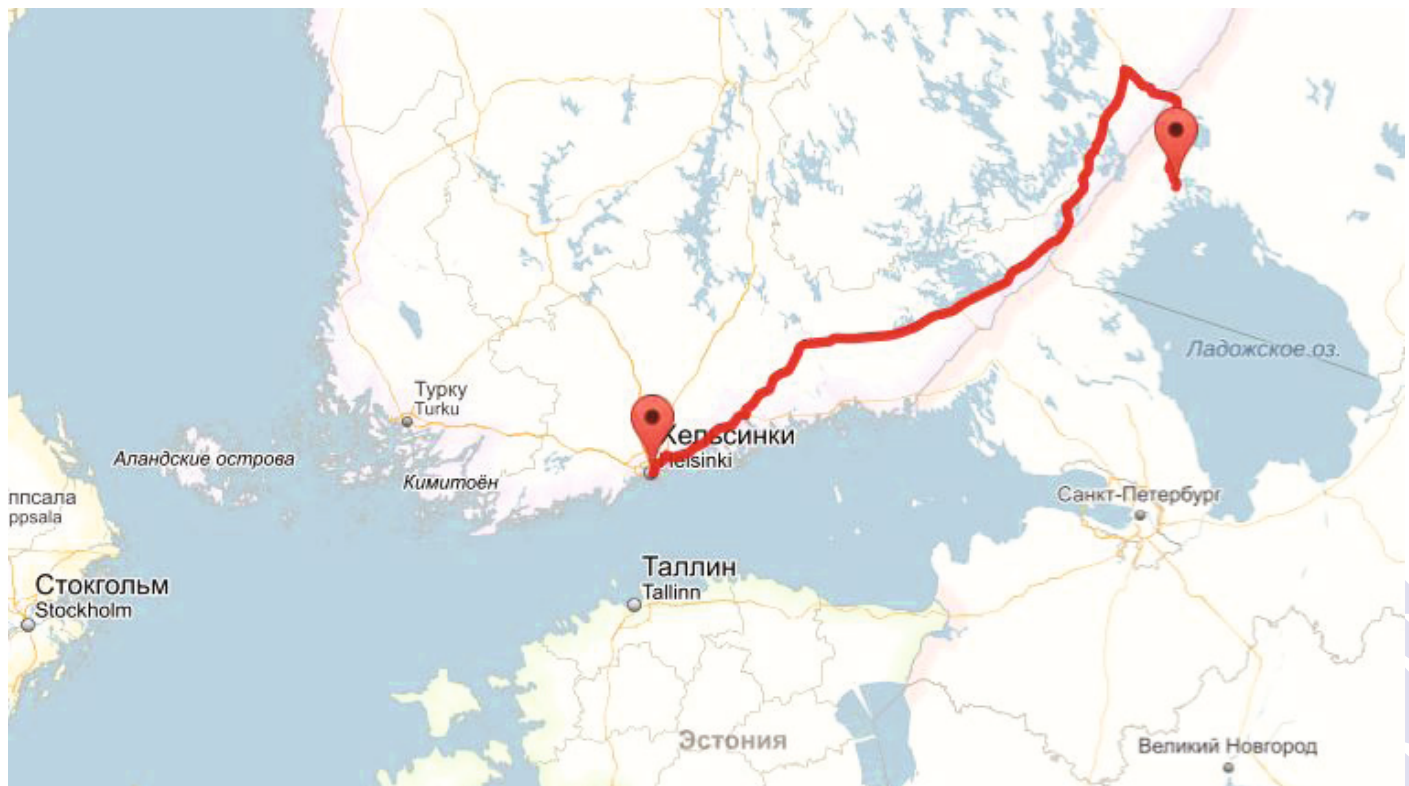 Турку
Turku
Хельсинки
Helsinki
Ладожское оз.
Аландские острова
Кимитоён
ппсала
ppsala
Санкт-Петербург
Стокгольм
Stockholm
Таллин
Tallinn
Эстония
Великий Новгород